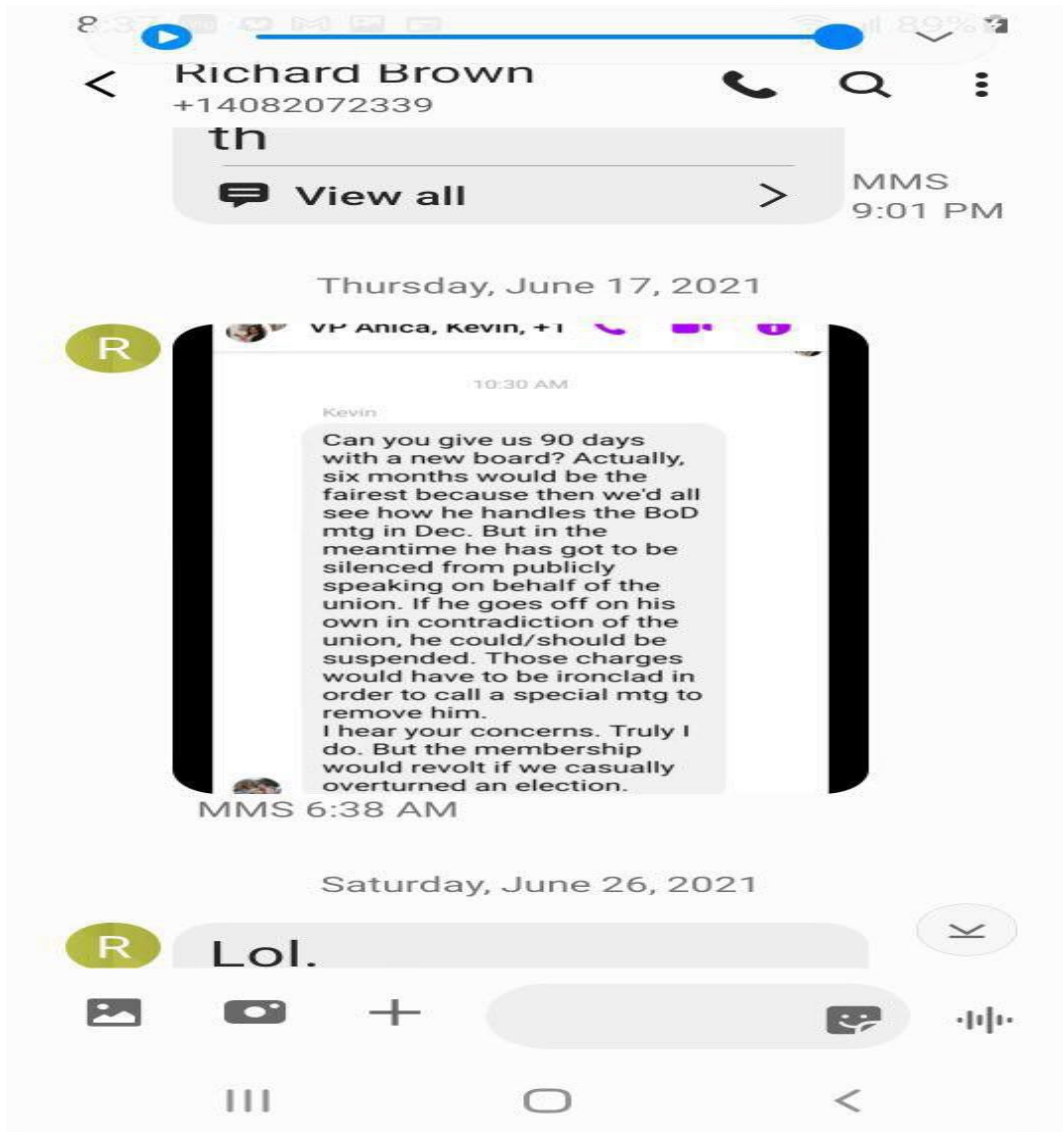 8:37
89%
Richard Brown
+14082072339
th
View all
MMS
9:01 PM
Thursday, June 17, 2021
R
VP Anica, Kevin, +1
10:30 AM
Kevin
Can you give us 90 days
with a new board? Actually,
six months would be the
fairest because then we'd all
see how he handles the BoD
mtg in Dec. But in the
meantime he has got to be
silenced from publicly
speaking on behalf of the
union. If he goes off on his
own in contradiction of the
union, he could/should be
suspended. Those charges
would have to be ironclad in
order to call a special mtg to
remove him.
I hear your concerns. Truly I
do. But the membership
would revolt if we casually
overturned an election.
MMS 6:38 AM
Saturday, June 26, 2021
R
Lol.